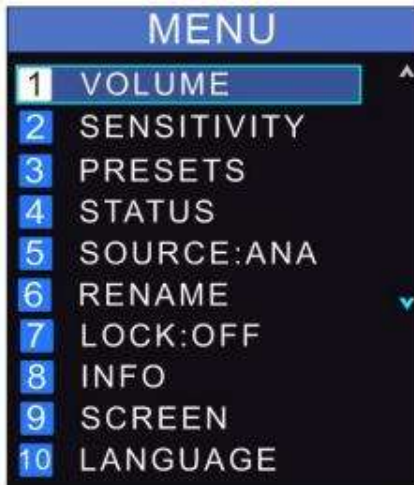 MENU
1 VOLUME
2 SENSITIVITY
3 PRESETS
4 STATUS
5 SOURCE:ANA
6 RENAME
7 LOCK:OFF
8 INFO
9 SCREEN
10 LANGUAGE